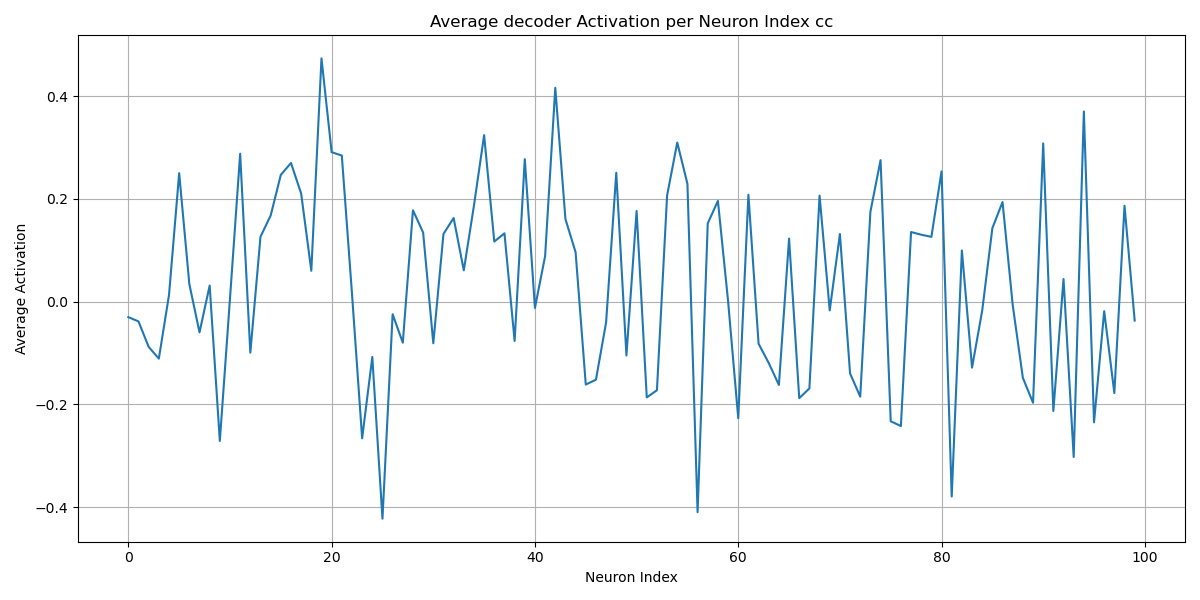 Average decoder Activation per Neuron Index cc
Average Activation
0.4
0.2
0.0
−0.2
−0.4
0 20 40 60 80 100
Neuron Index